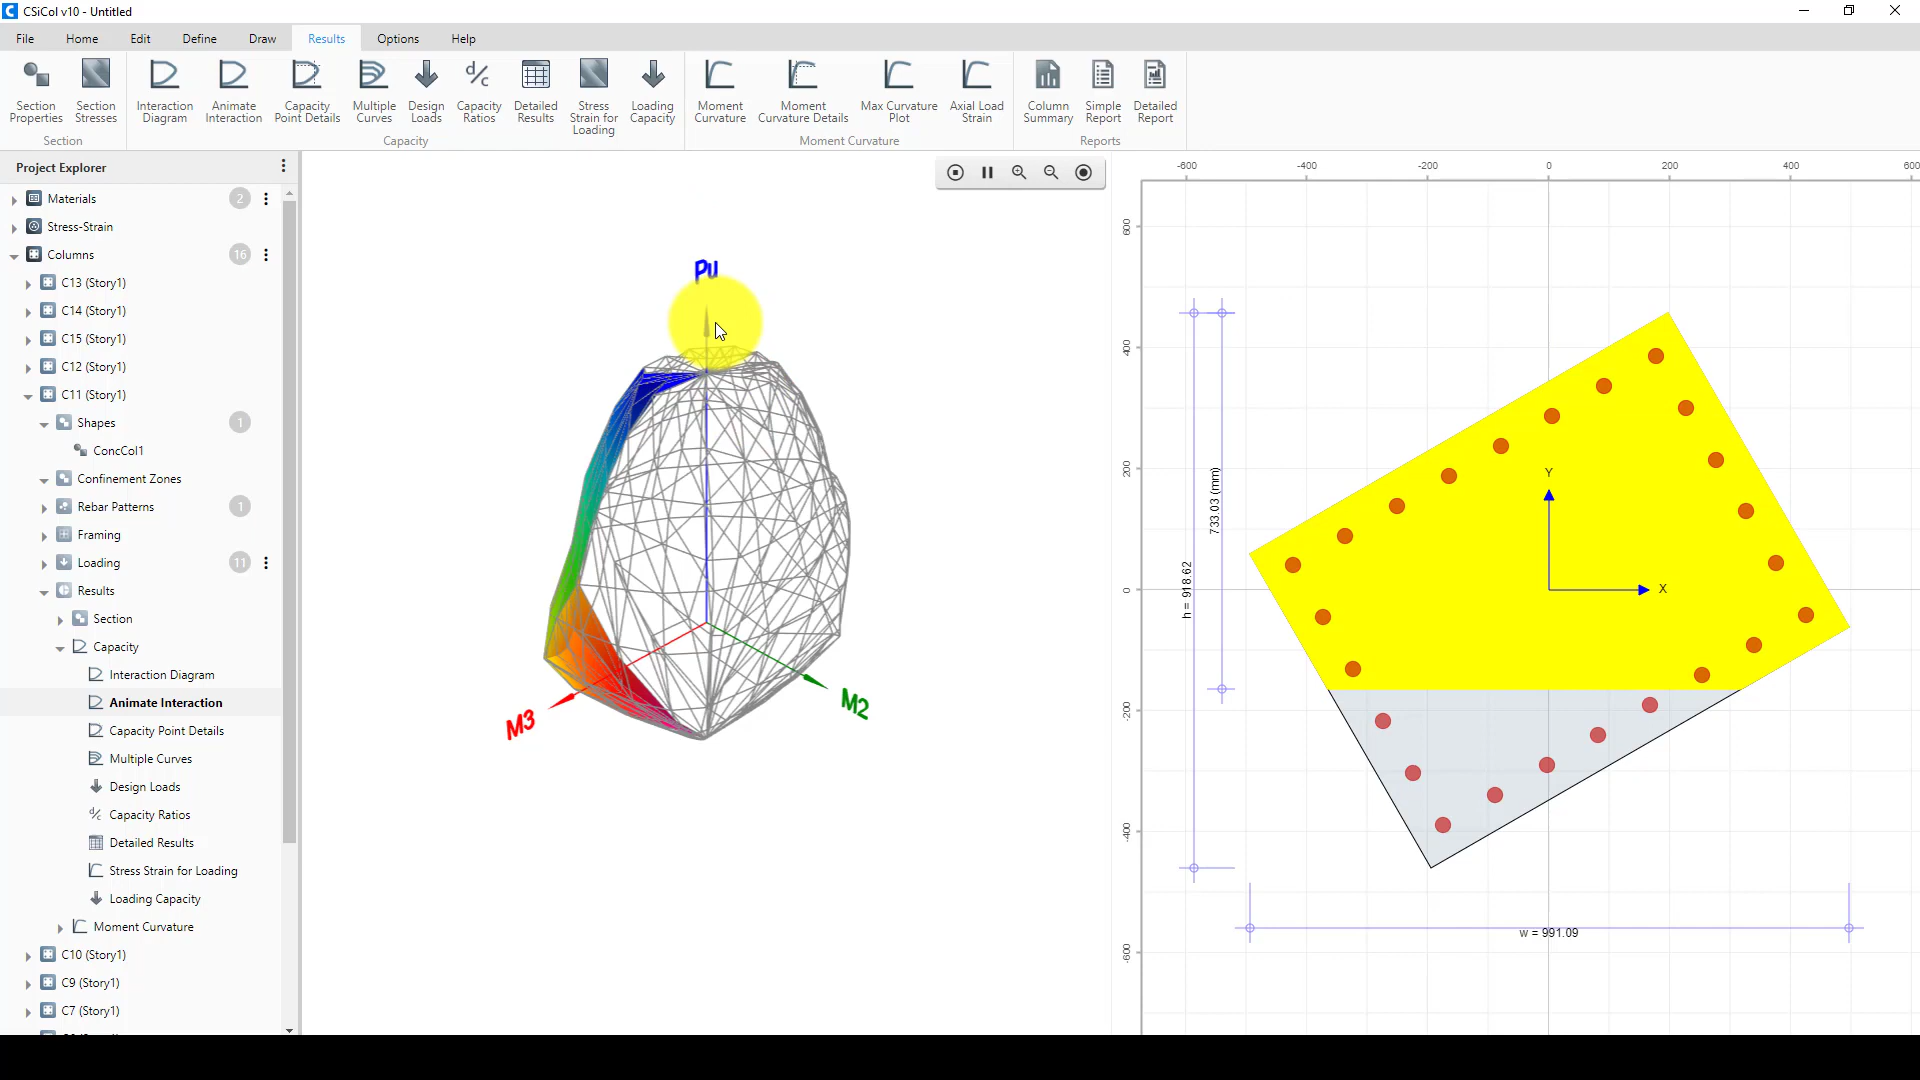 CSiCol v10 - Untitled
File Home Edit Define Draw Results Options Help
Section Properties
Section Stresses
Interaction Diagram
Animate Interaction
Capacity Point Details
Multiple Curves
Design Loads
Capacity Ratios
Detailed Results
Stress Strain for Loading
Loading Capacity
Moment Curvature
Moment Curvature Details
Max Curvature Plot
Axial Load Strain
Column Summary
Simple Report
Detailed Report
Section Capacity Moment Curvature Reports
Project Explorer
Materials 2
Stress-Strain
Columns 16
C13 (Story1)
C14 (Story1)
C15 (Story1)
C12 (Story1)
C11 (Story1)
Shapes 1
ConcCol1
Confinement Zones
Rebar Patterns 1
Framing
Loading 11
Results
Section
Capacity
Interaction Diagram
Animate Interaction
Capacity Point Details
Multiple Curves
Design Loads
Capacity Ratios
Detailed Results
Stress Strain for Loading
Loading Capacity
Moment Curvature
C10 (Story1)
C9 (Story1)
C7 (Story1)
Pu
M3
M2
-600 -400 -200 0 200 400 600
600
400
200
0
-200
-400
-600
733.03 (mm)
h = 918.62
w = 991.09
Y
X